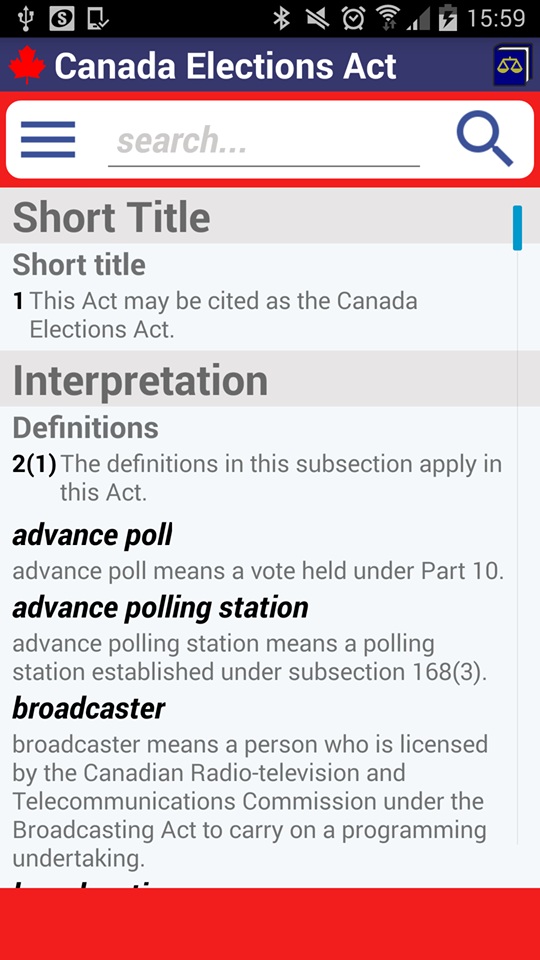 15:59
Canada Elections Act
search...
Short Title
Short title
1 This Act may be cited as the Canada
Elections Act.
Interpretation
Definitions
2(1) The definitions in this subsection apply in
this Act.
advance poll
advance poll means a vote held under Part 10.
advance polling station
advance polling station means a polling
station established under subsection 168(3).
broadcaster
broadcaster means a person who is licensed
by the Canadian Radio-television and
Telecommunications Commission under the
Broadcasting Act to carry on a programming
undertaking.